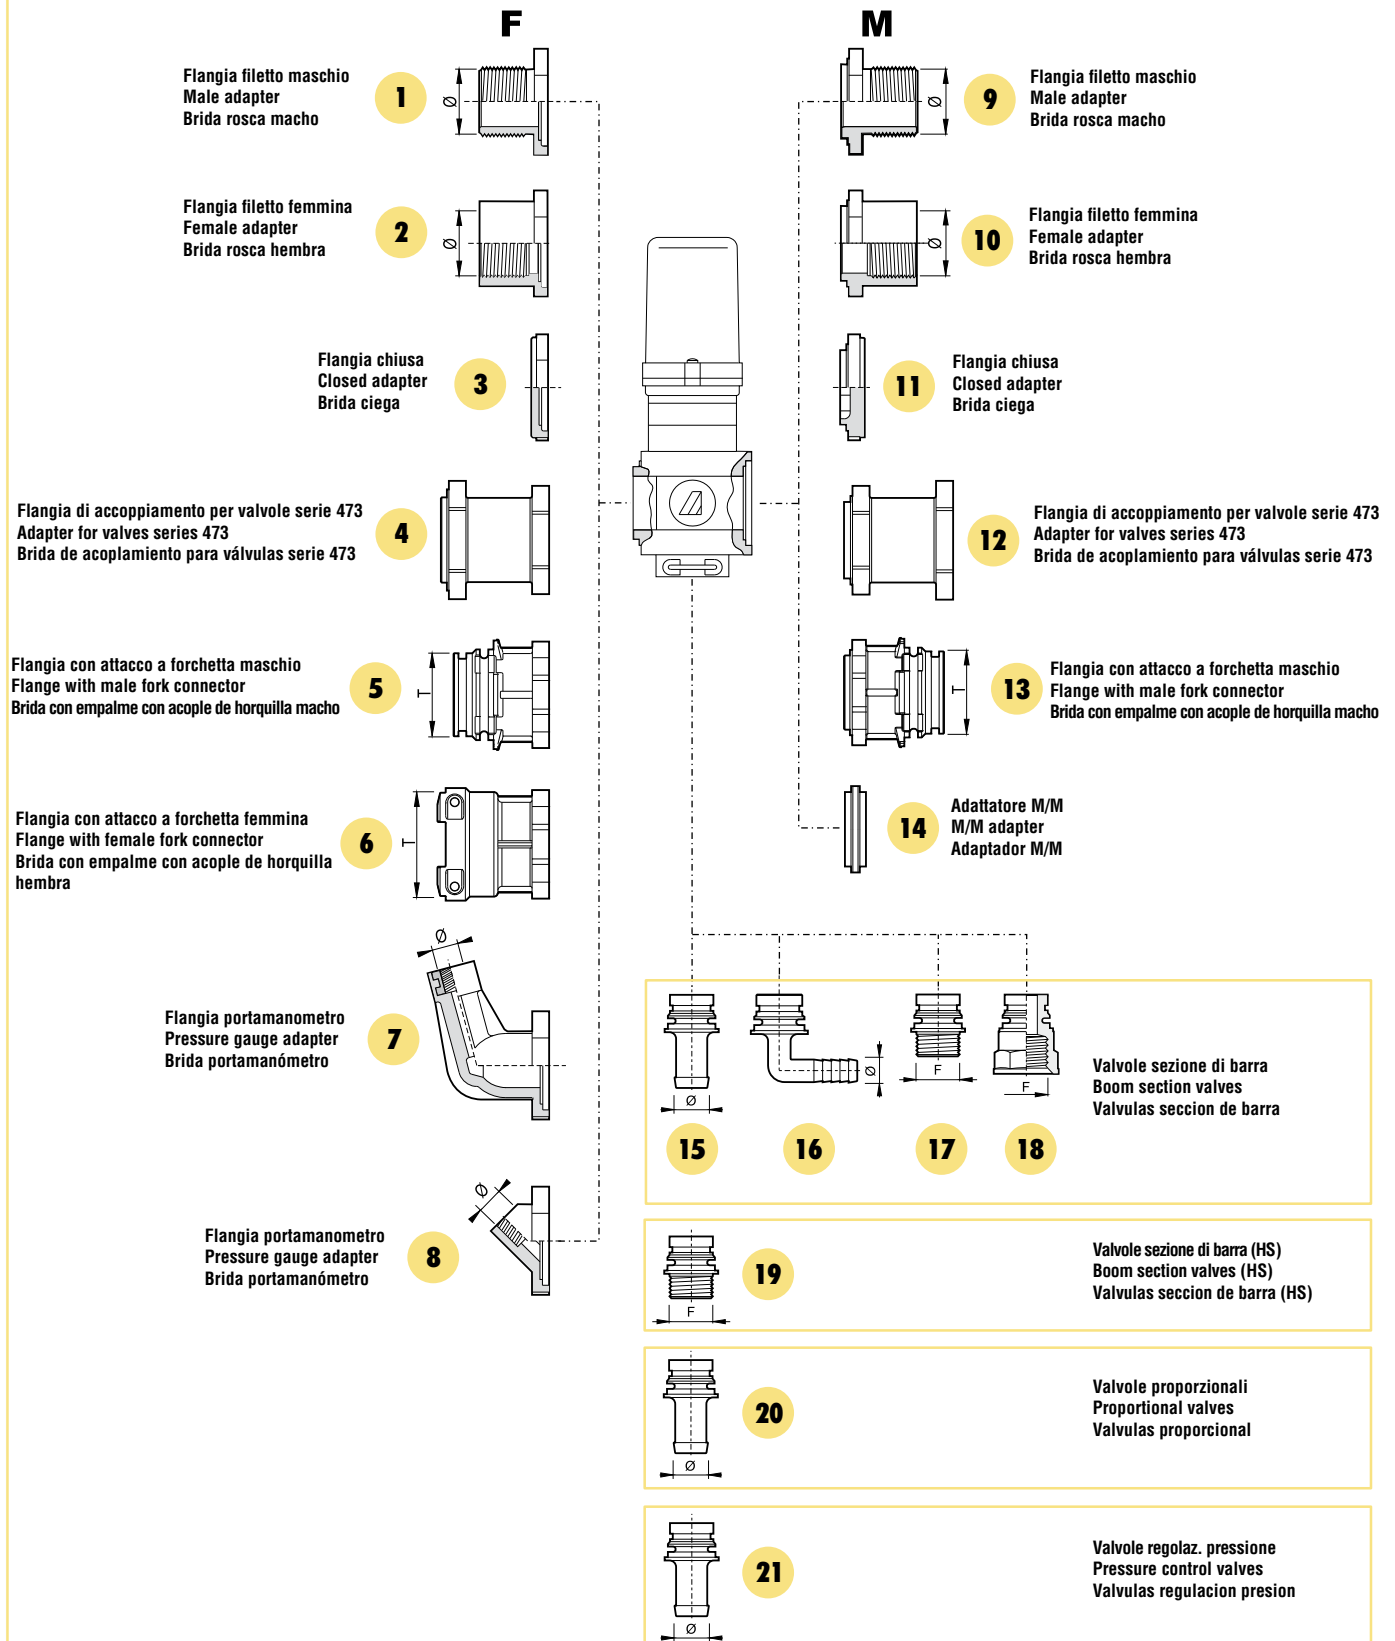 F
M
Flangia filetto maschio
Male adapter
Brida rosca macho
1
Ø
Ø
9
Flangia filetto maschio
Male adapter
Brida rosca macho
Flangia filetto femmina
Female adapter
Brida rosca hembra
2
Ø
Ø
10
Flangia filetto femmina
Female adapter
Brida rosca hembra
Flangia chiusa
Closed adapter
Brida ciega
3
11
Flangia chiusa
Closed adapter
Brida ciega
Flangia di accoppiamento per valvole serie 473
Adapter for valves series 473
Brida de acoplamiento para válvulas serie 473
4
12
Flangia di accoppiamento per valvole serie 473
Adapter for valves series 473
Brida de acoplamiento para válvulas serie 473
Flangia con attacco a forchetta maschio
Flange with male fork connector
Brida con empalme con acople de horquilla macho
5
T
T
13
Flangia con attacco a forchetta maschio
Flange with male fork connector
Brida con empalme con acople de horquilla macho
Flangia con attacco a forchetta femmina
Flange with female fork connector
Brida con empalme con acople de horquilla
hembra
6
T
14
Adattatore M/M
M/M adapter
Adaptador M/M
Flangia portamanometro
Pressure gauge adapter
Brida portamanómetro
7
Ø
Ø
Ø
F
F
15
16
17
18
Valvole sezione di barra
Boom section valves
Valvulas seccion de barra
Flangia portamanometro
Pressure gauge adapter
Brida portamanómetro
8
Ø
F
19
Valvole sezione di barra (HS)
Boom section valves (HS)
Valvulas seccion de barra (HS)
Ø
20
Valvole proporzionali
Proportional valves
Valvulas proporcional
Ø
21
Valvole regolaz. pressione
Pressure control valves
Valvulas regulacion presion